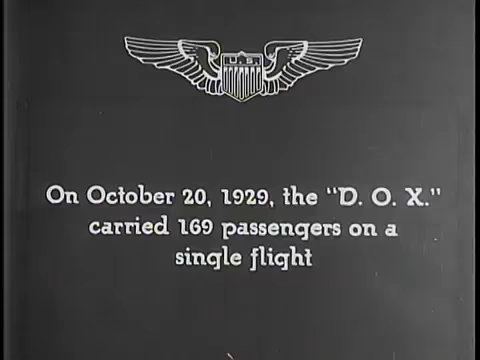 U.S.
On October 20, 1929, the "D. O. X."
carried 169 passengers on a
single flight